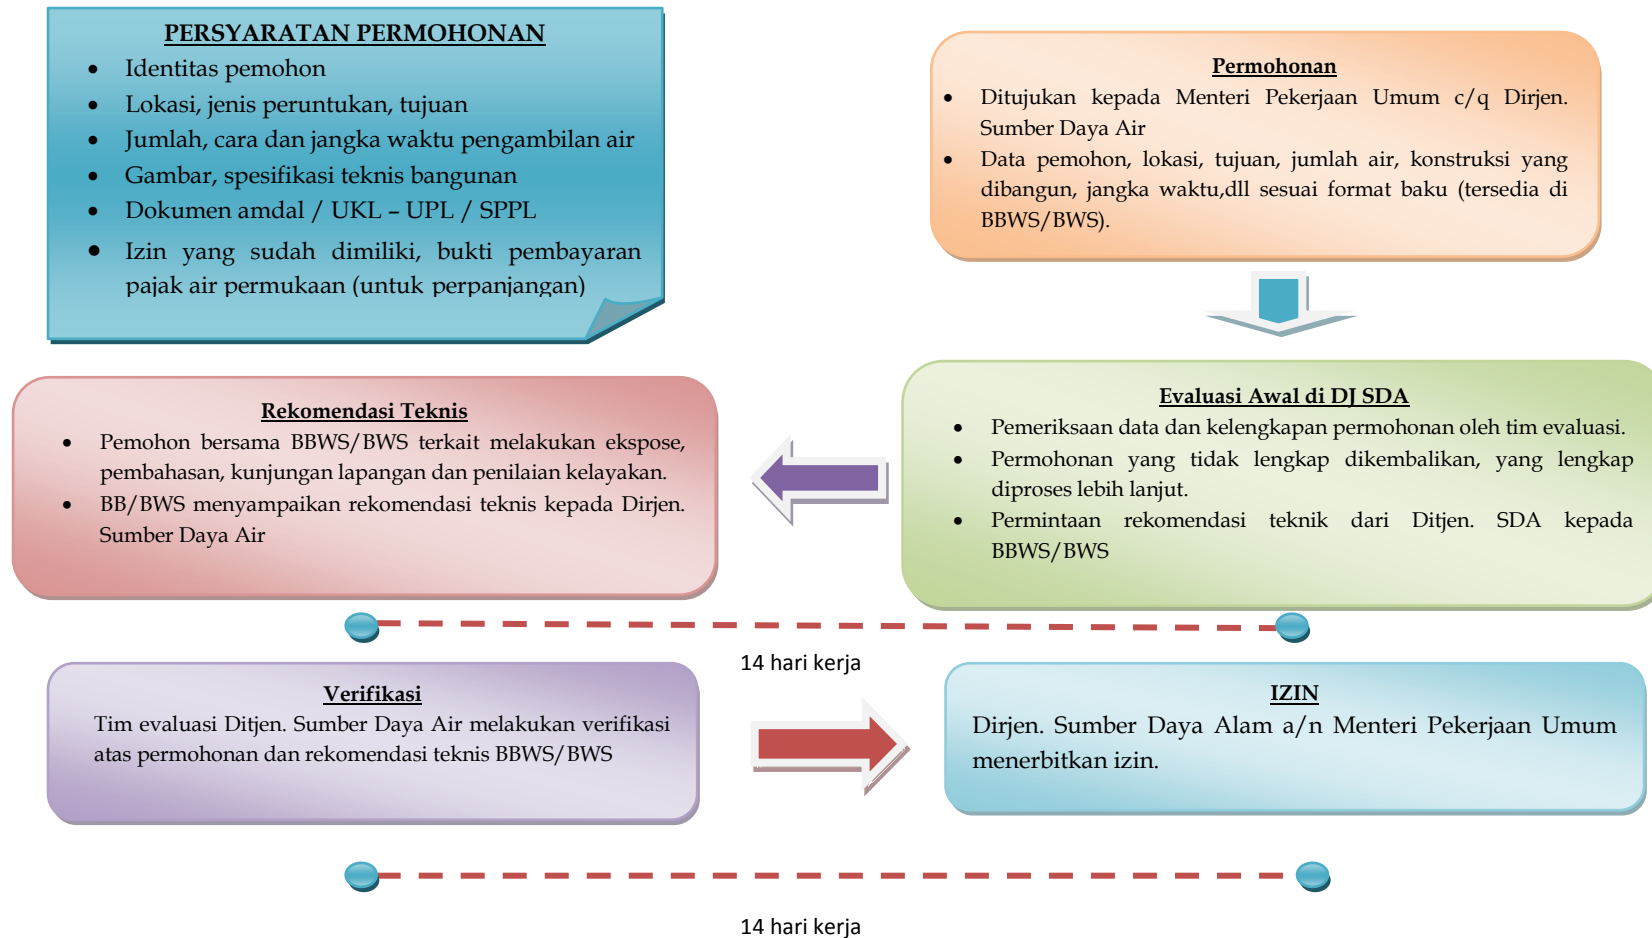 PERSYARATAN PERMOHONAN
• Identitas pemohon
• Lokasi, jenis peruntukan, tujuan
• Jumlah, cara dan jangka waktu pengambilan air
• Gambar, spesifikasi teknis bangunan
• Dokumen amdal / UKL – UPL / SPPL
• Izin yang sudah dimiliki, bukti pembayaran
pajak air permukaan (untuk perpanjangan)
Permohonan
• Ditujukan kepada Menteri Pekerjaan Umum c/q Dirjen.
Sumber Daya Air
• Data pemohon, lokasi, tujuan, jumlah air, konstruksi yang
dibangun, jangka waktu,dll sesuai format baku (tersedia di
BBWS/BWS).
Evaluasi Awal di DJ SDA
• Pemeriksaan data dan kelengkapan permohonan oleh tim evaluasi.
• Permohonan yang tidak lengkap dikembalikan, yang lengkap
diproses lebih lanjut.
• Permintaan rekomendasi teknik dari Ditjen. SDA kepada
BBWS/BWS
Rekomendasi Teknis
• Pemohon bersama BBWS/BWS terkait melakukan ekspose,
pembahasan, kunjungan lapangan dan penilaian kelayakan.
• BB/BWS menyampaikan rekomendasi teknis kepada Dirjen.
Sumber Daya Air
14 hari kerja
Verifikasi
Tim evaluasi Ditjen. Sumber Daya Air melakukan verifikasi
atas permohonan dan rekomendasi teknis BBWS/BWS
IZIN
Dirjen. Sumber Daya Alam a/n Menteri Pekerjaan Umum
menerbitkan izin.
14 hari kerja